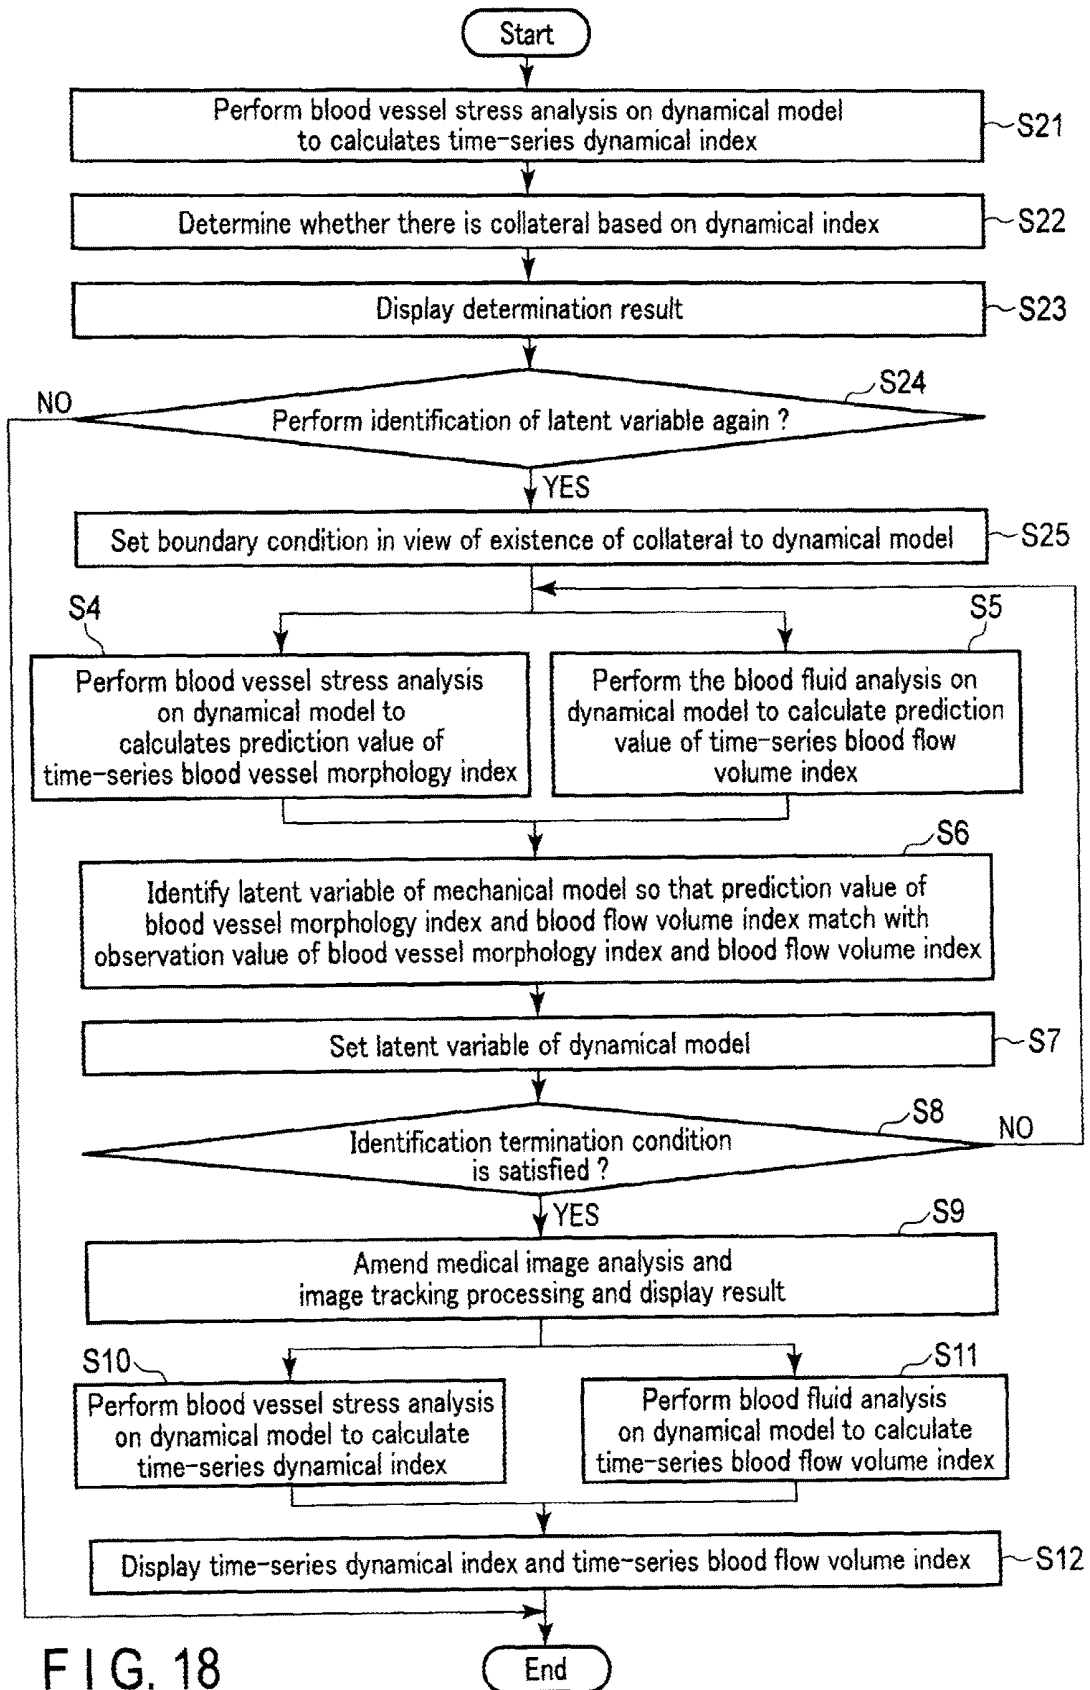 Start
Perform blood vessel stress analysis on dynamical model
to calculates time-series dynamical index
S21
Determine whether there is collateral based on dynamical index
S22
Display determination result
S23
S24
NO
Perform identification of latent variable again ?
YES
Set boundary condition in view of existence of collateral to dynamical model
S25
S4
S5
Perform blood vessel stress analysis
on dynamical model to
calculates prediction value of
time-series blood vessel morphology index
Perform the blood fluid analysis on
dynamical model to calculate prediction
value of time-series blood flow
volume index
S6
Identify latent variable of mechanical model so that prediction value of
blood vessel morphology index and blood flow volume index match with
observation value of blood vessel morphology index and blood flow volume index
Set latent variable of dynamical model
S7
S8
Identification termination condition
is satisfied ?
NO
YES
S9
Amend medical image analysis and
image tracking processing and display result
S10
S11
Perform blood vessel stress analysis
on dynamical model to calculate
time-series dynamical index
Perform blood fluid analysis
on dynamical model to calculate
time-series blood flow volume index
Display time-series dynamical index and time-series blood flow volume index
S12
End
FIG. 18